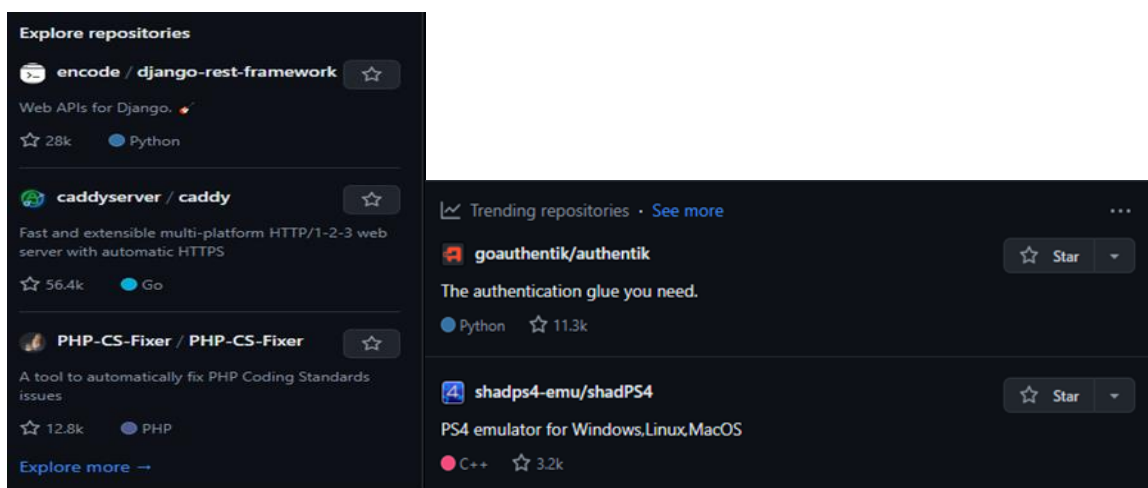 Explore repositories
encode / django-rest-framework
Web APIs for Django. 🎸
28k Python
caddyserver / caddy
Fast and extensible multi-platform HTTP/1-2-3 web
server with automatic HTTPS
56.4k Go
PHP-CS-Fixer / PHP-CS-Fixer
A tool to automatically fix PHP Coding Standards
issues
12.8k PHP
Explore more →
Trending repositories · See more
goauthentik/authentik
Star
The authentication glue you need.
Python 11.3k
shadps4-emu/shadPS4
Star
PS4 emulator for Windows,Linux,MacOS
C++ 3.2k